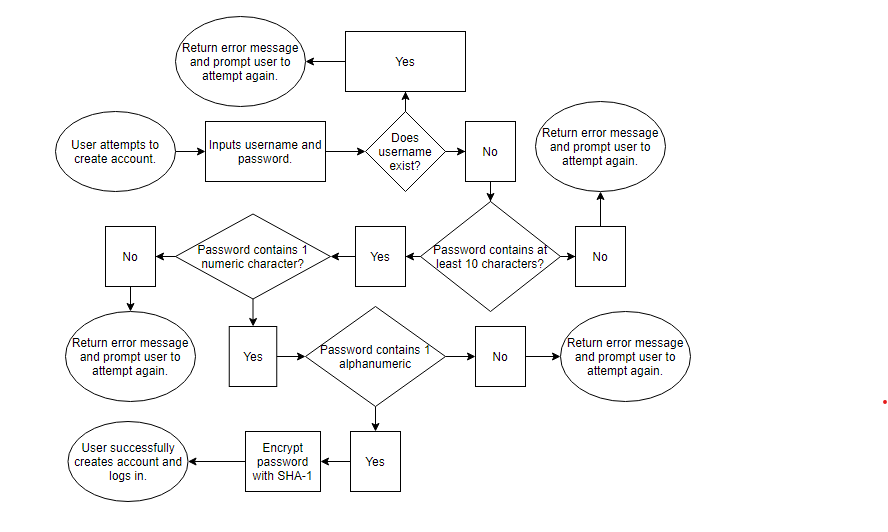 Return error message
and prompt user to
attempt again.
Yes
User attempts to
create account.
Inputs username and
password.
Does
username
exist?
No
Return error message
and prompt user to
attempt again.
No
Password contains 1
numeric character?
Yes
Password contains at
least 10 characters?
No
Return error message
and prompt user to
attempt again.
Yes
Password contains 1
alphanumeric
No
Return error message
and prompt user to
attempt again.
User successfully
creates account and
logs in.
Encrypt
password
with SHA-1
Yes